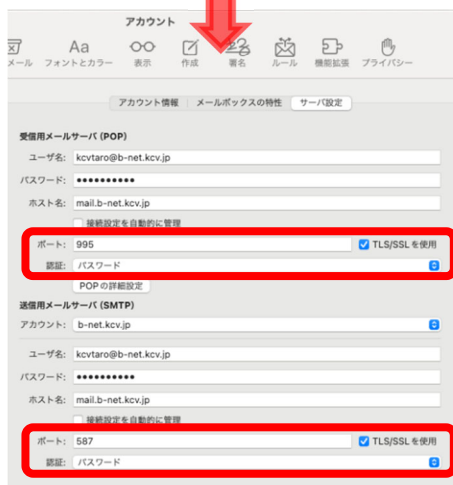 アカウント
メール フォントとカラー 表示 作成 署名 ルール 機能拡張 プライバシー
アカウント情報 メールボックスの特性 サーバ設定
受信用メールサーバ (POP)
ユーザ名: kcvtaro@b-net.kcv.jp
パスワード: ••••••••••
ホスト名: mail.b-net.kcv.jp
接続設定を自動的に管理
ポート: 995 TLS/SSL を使用
認証: パスワード
POP の詳細設定
送信用メールサーバ (SMTP)
アカウント: b-net.kcv.jp
ユーザ名: kcvtaro@b-net.kcv.jp
パスワード: ••••••••••
ホスト名: mail.b-net.kcv.jp
接続設定を自動的に管理
ポート: 587 TLS/SSL を使用
認証: パスワード